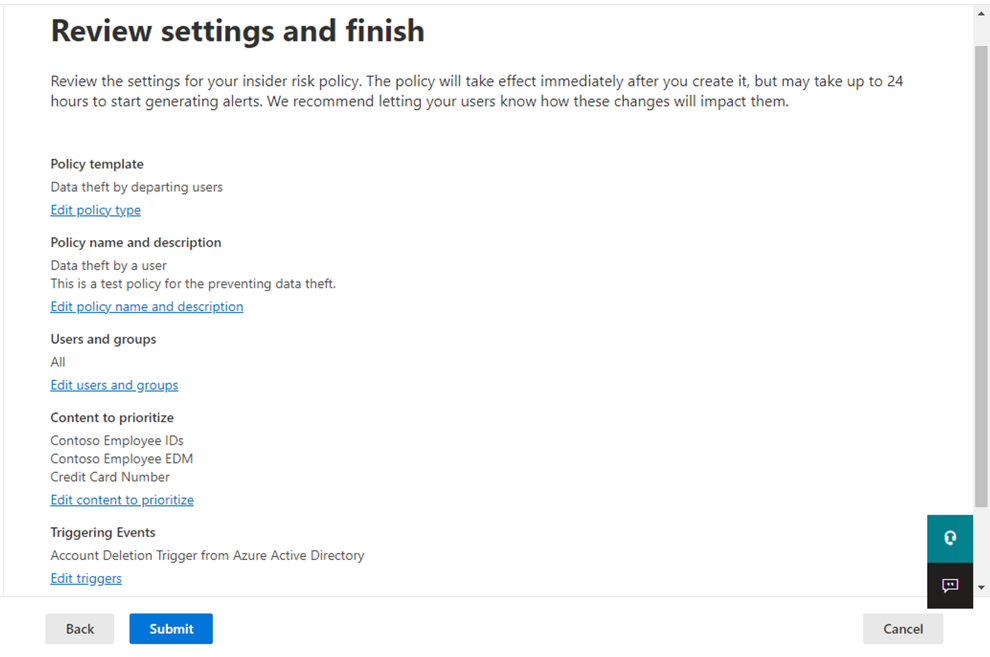 Review settings and finish
Review the settings for your insider risk policy. The policy will take effect immediately after you create it, but may take up to 24
hours to start generating alerts. We recommend letting your users know how these changes will impact them.
Policy template
Data theft by departing users
Edit policy type
Policy name and description
Data theft by a user
This is a test policy for the preventing data theft.
Edit policy name and description
Users and groups
All
Edit users and groups
Content to prioritize
Contoso Employee IDs
Contoso Employee EDM
Credit Card Number
Edit content to prioritize
Triggering Events
Account Deletion Trigger from Azure Active Directory
Edit triggers
Back
Submit
Cancel